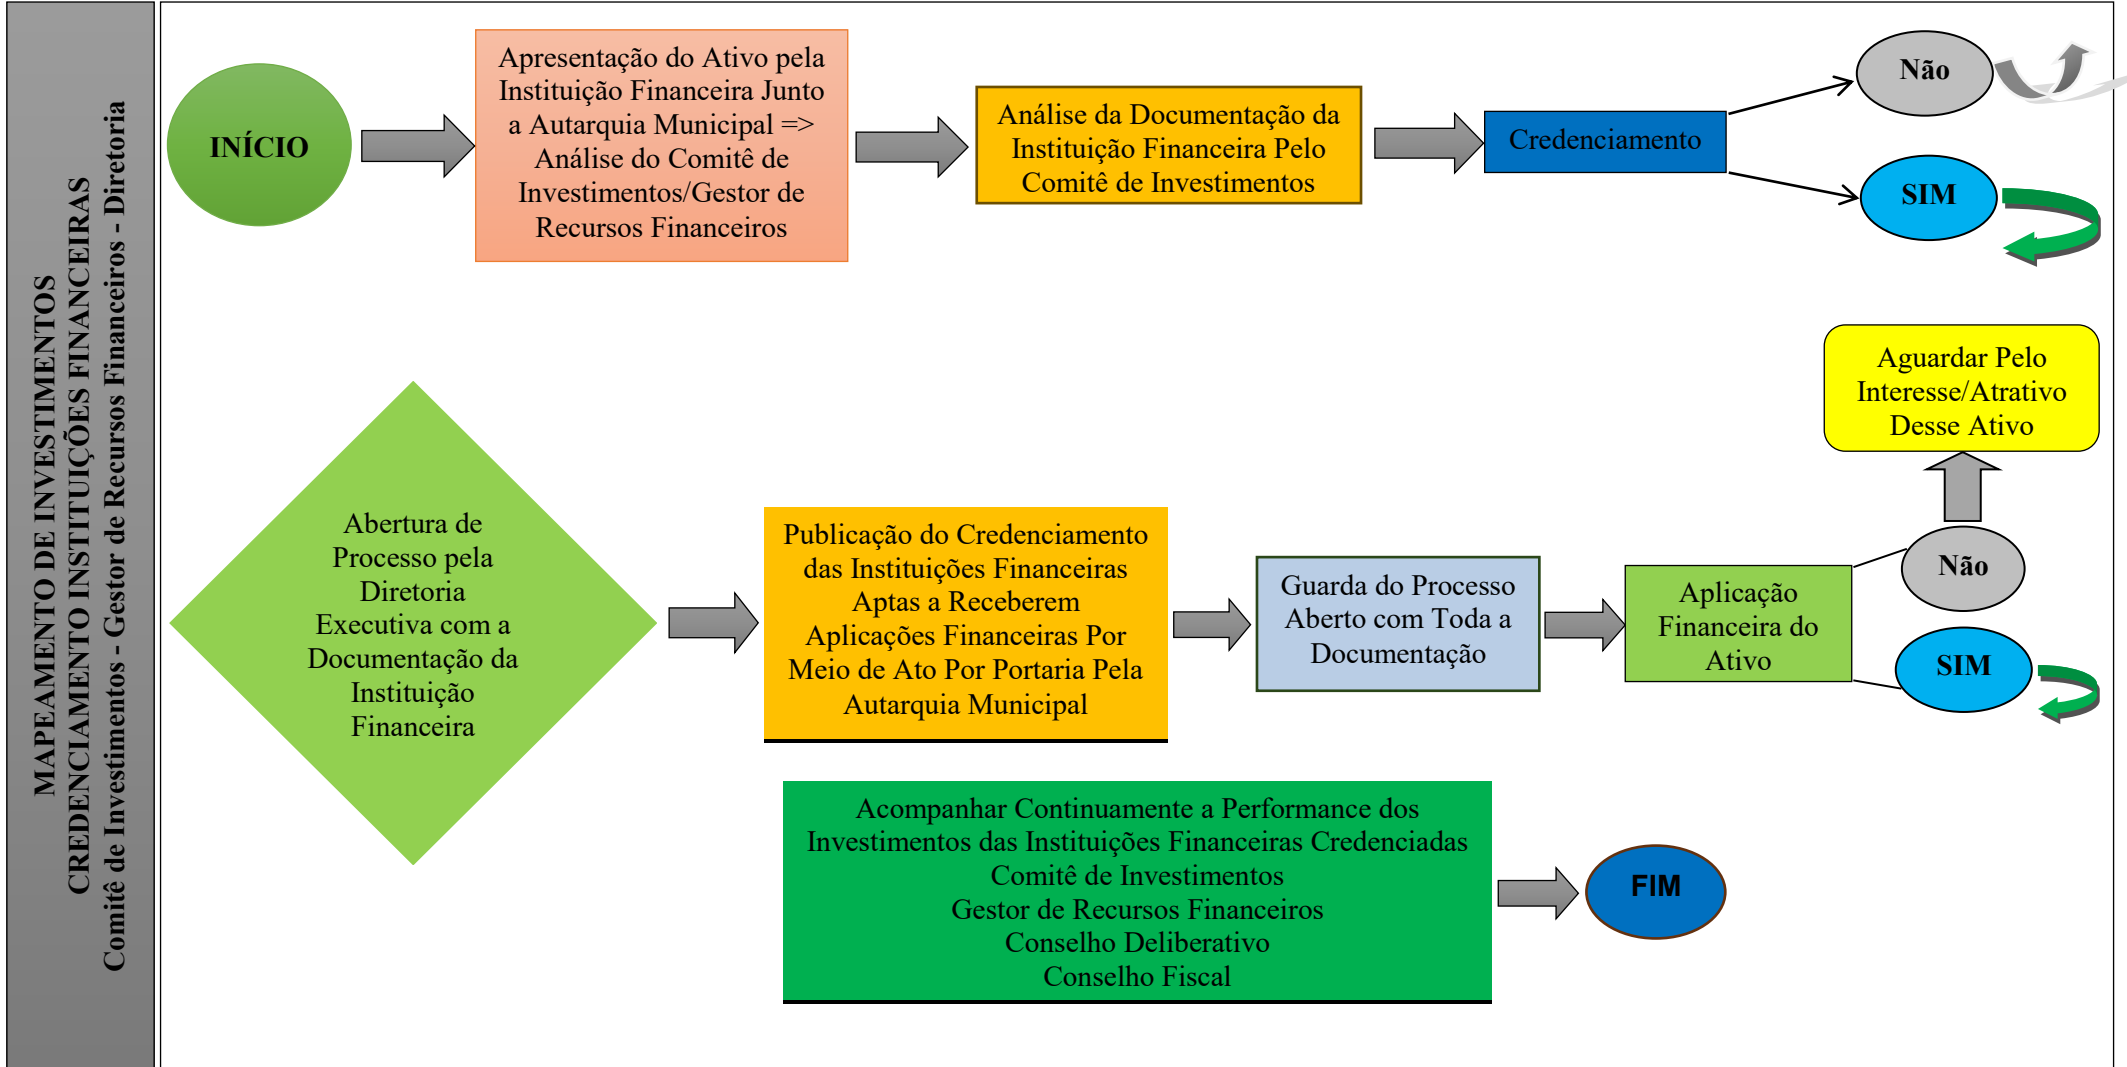 MAPEAMENTO DE INVESTIMENTOS
CREDENCIAMENTO INSTITUIÇÕES FINANCEIRAS
Comitê de Investimentos - Gestor de Recursos Financeiros - Diretoria
INÍCIO
Apresentação do Ativo pela
Instituição Financeira Junto
a Autarquia Municipal =>
Análise do Comitê de
Investimentos/Gestor de
Recursos Financeiros
Análise da Documentação da
Instituição Financeira Pelo
Comitê de Investimentos
Credenciamento
Não
SIM
Aguardar Pelo
Interesse/Atrativo
Desse Ativo
Abertura de
Processo pela
Diretoria
Executiva com a
Documentação da
Instituição
Financeira
Publicação do Credenciamento
das Instituições Financeiras
Aptas a Receberem
Aplicações Financeiras Por
Meio de Ato Por Portaria Pela
Autarquia Municipal
Guarda do Processo
Aberto com Toda a
Documentação
Aplicação
Financeira do
Ativo
Não
SIM
Acompanhar Continuamente a Performance dos
Investimentos das Instituições Financeiras Credenciadas
Comitê de Investimentos
Gestor de Recursos Financeiros
Conselho Deliberativo
Conselho Fiscal
FIM